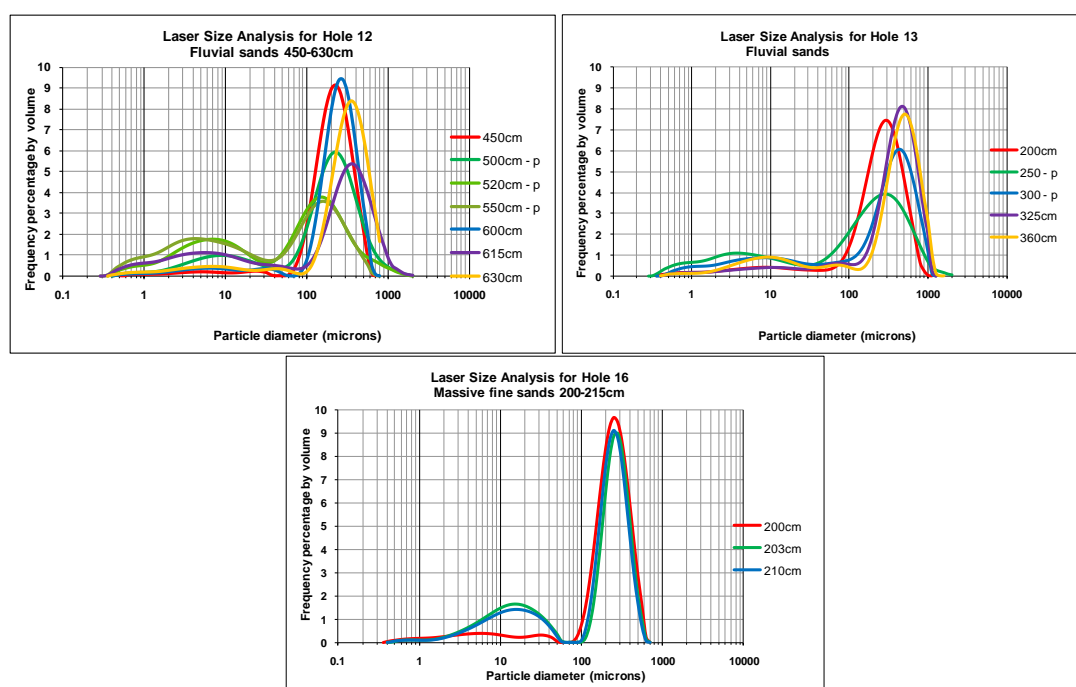 Laser Size Analysis for Hole 12
Fluvial sands 450-630cm
Frequency percentage by volume
10
9
8
7
6
5
4
3
2
1
0
0.1 1 10 100 1000 10000
Particle diameter (microns)
450cm
500cm - p
520cm - p
550cm - p
600cm
615cm
630cm
Laser Size Analysis for Hole 13
Fluvial sands
Frequency percentage by volume
10
9
8
7
6
5
4
3
2
1
0
0.1 1 10 100 1000 10000
Particle diameter (microns)
200cm
250 - p
300 - p
325cm
360cm
Laser Size Analysis for Hole 16
Massive fine sands 200-215cm
Frequency percentage by volume
10
9
8
7
6
5
4
3
2
1
0
0.1 1 10 100 1000 10000
Particle diameter (microns)
200cm
203cm
210cm